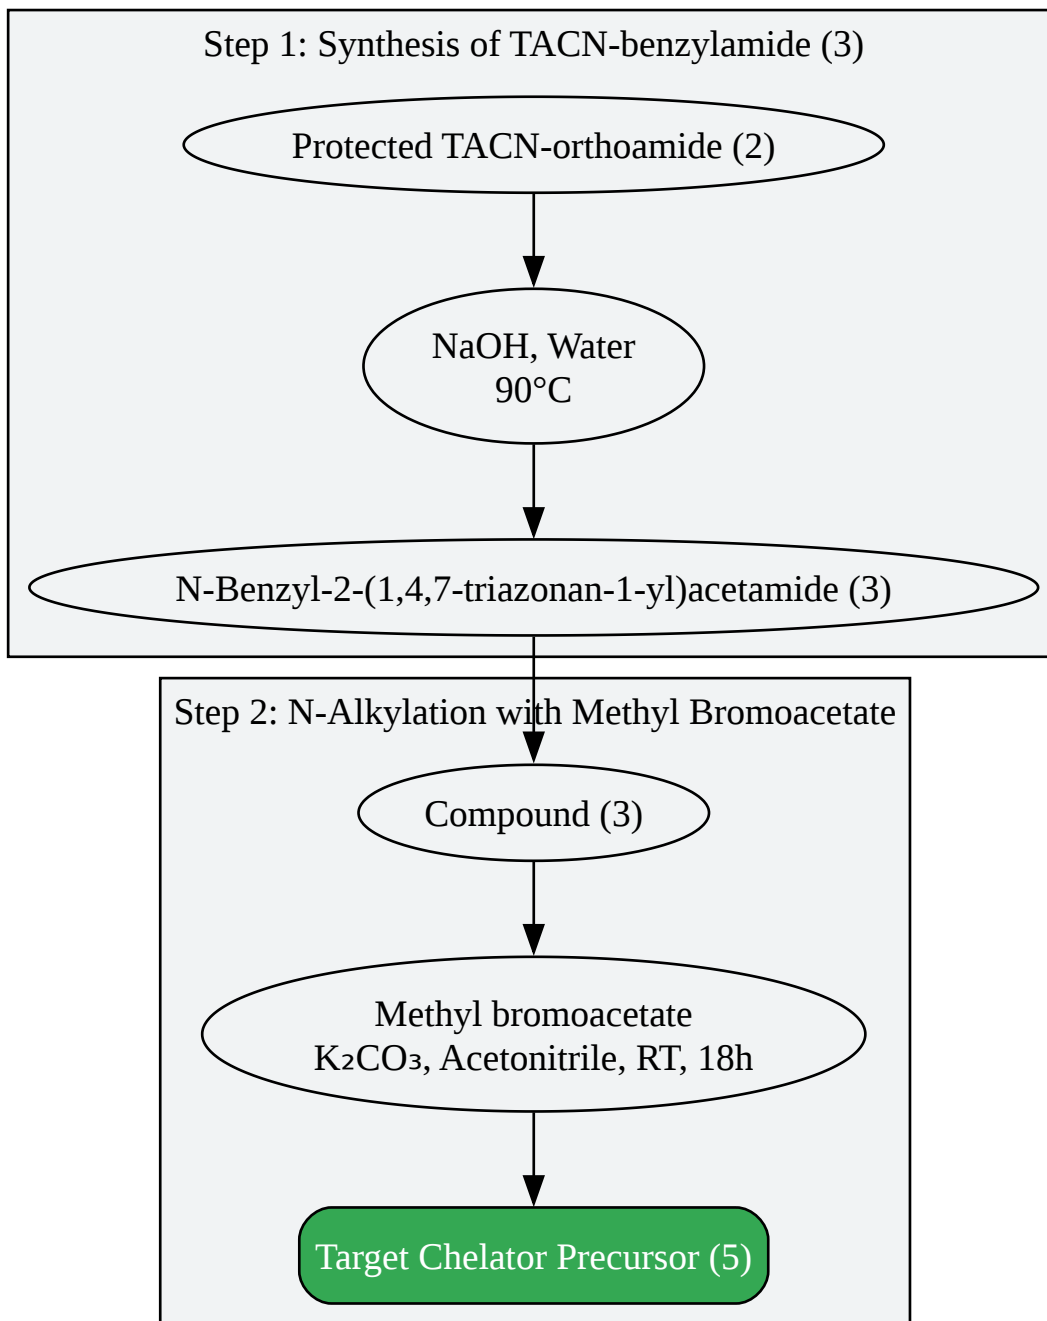 Step 1: Synthesis of TACN-benzylamide (3)
Protected TACN-orthoamide (2)
NaOH, Water
90°C
N-Benzyl-2-(1,4,7-triazonan-1-yl)acetamide (3)
Step 2: N-Alkylation with Methyl Bromoacetate
Compound (3)
Methyl bromoacetate
K₂CO₃, Acetonitrile, RT, 18h
Target Chelator Precursor (5)